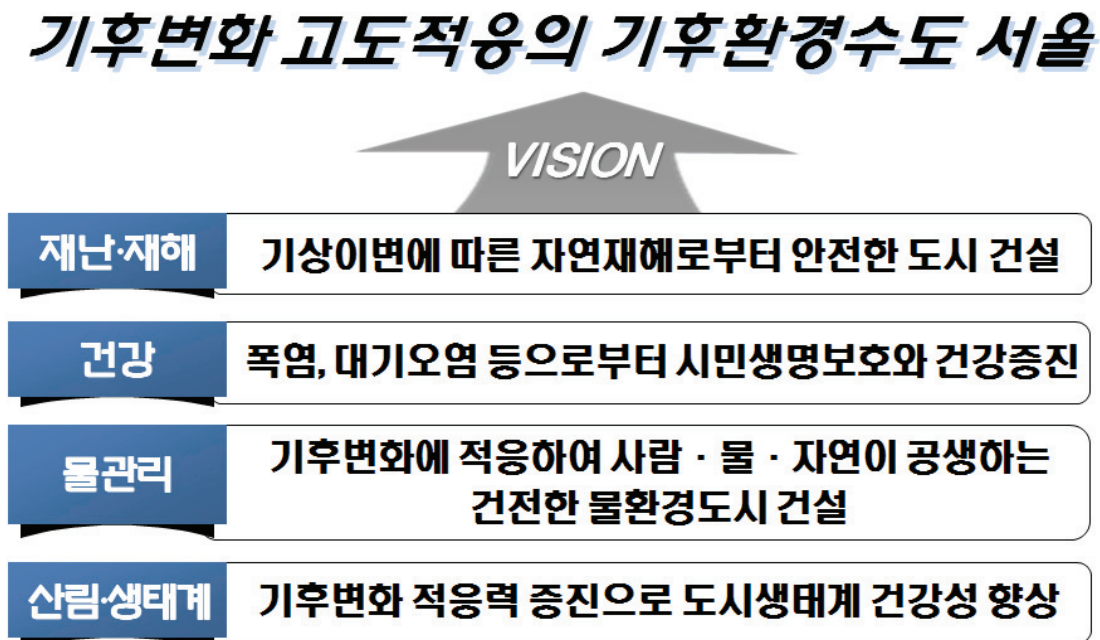 기후변화 고도적응의 기후환경수도 서울
VISION
재난·재해
기상이변에 따른 자연재해로부터 안전한 도시 건설
건강
폭염, 대기오염 등으로부터 시민생명보호와 건강증진
물관리
기후변화에 적응하여 사람 · 물 · 자연이 공생하는
건전한 물환경도시 건설
산림·생태계
기후변화 적응력 증진으로 도시생태계 건강성 향상